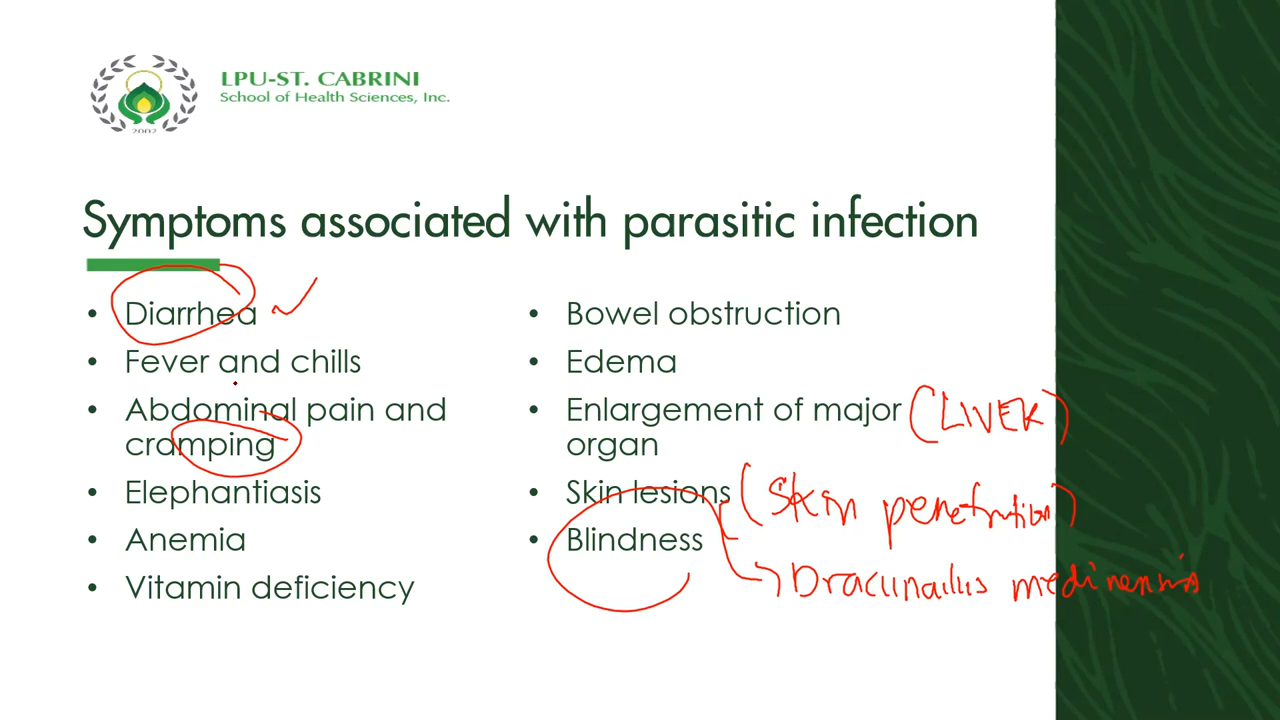 LPU-ST. CABRINI
School of Health Sciences, Inc.
2002
Symptoms associated with parasitic infection
• Diarrhea
• Fever and chills
• Abdominal pain and
cramping
• Elephantiasis
• Anemia
• Vitamin deficiency
• Bowel obstruction
• Edema
• Enlargement of major (LIVER)
organ
• Skin lesions (Skin penetration)
• Blindness
Dracunculus medinensis